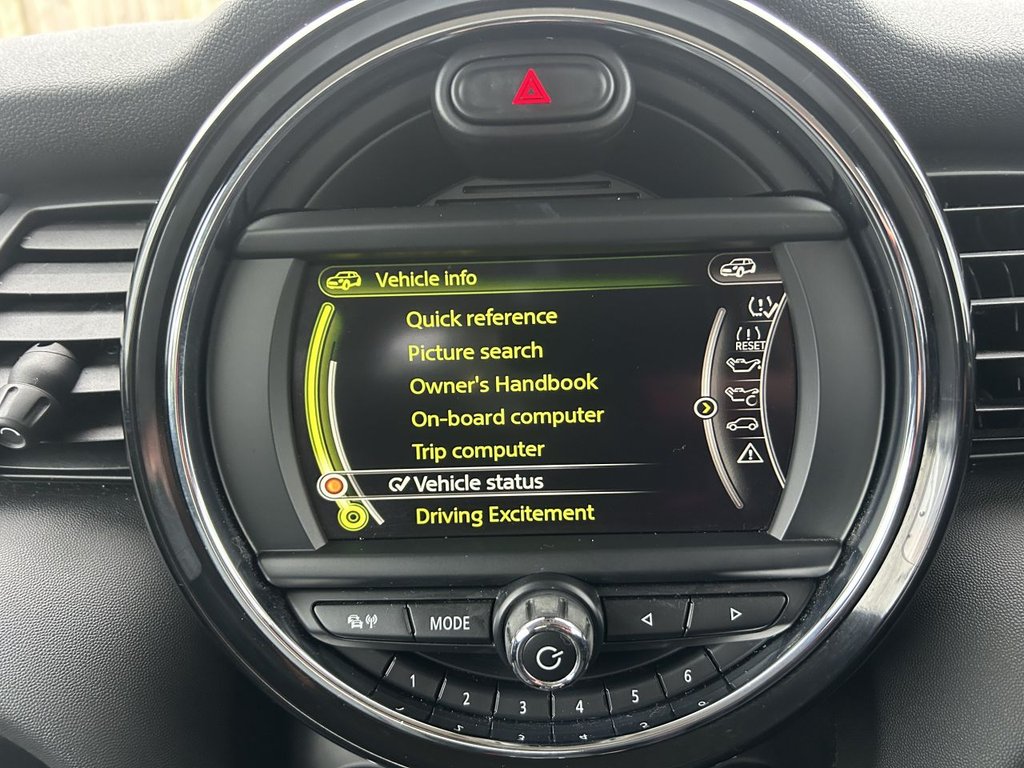 Vehicle info
Quick reference
Picture search
Owner's Handbook
RESET
On-board computer
Trip computer
Vehicle status
Driving Excitement
MODE
1 2 3 4 5 6